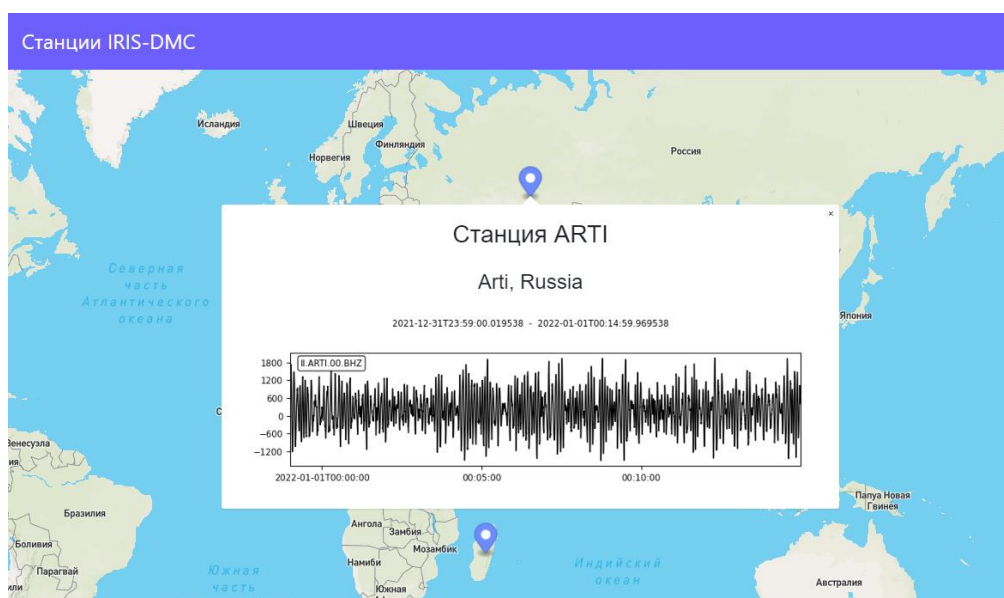 Станции IRIS-DMC
Исландия
Швеция
Финляндия
Норвегия
Россия
×
Станция ARTI
Arti, Russia
2021-12-31T23:59:00.019538 - 2022-01-01T00:14:59.969538
Северная
часть
Атлантического
океана
Япония
II.ARTI.00.BHZ
1800
1200
600
0
−600
−1200
2022-01-01T00:00:00
00:05:00
00:10:00
Бразилия
Боливия
Парагвай
Ангола
Замбия
Мозамбик
Намиби
Южная
Южная
часть
Индийский
океан
Папуа Новая
Гвинея
Австралия